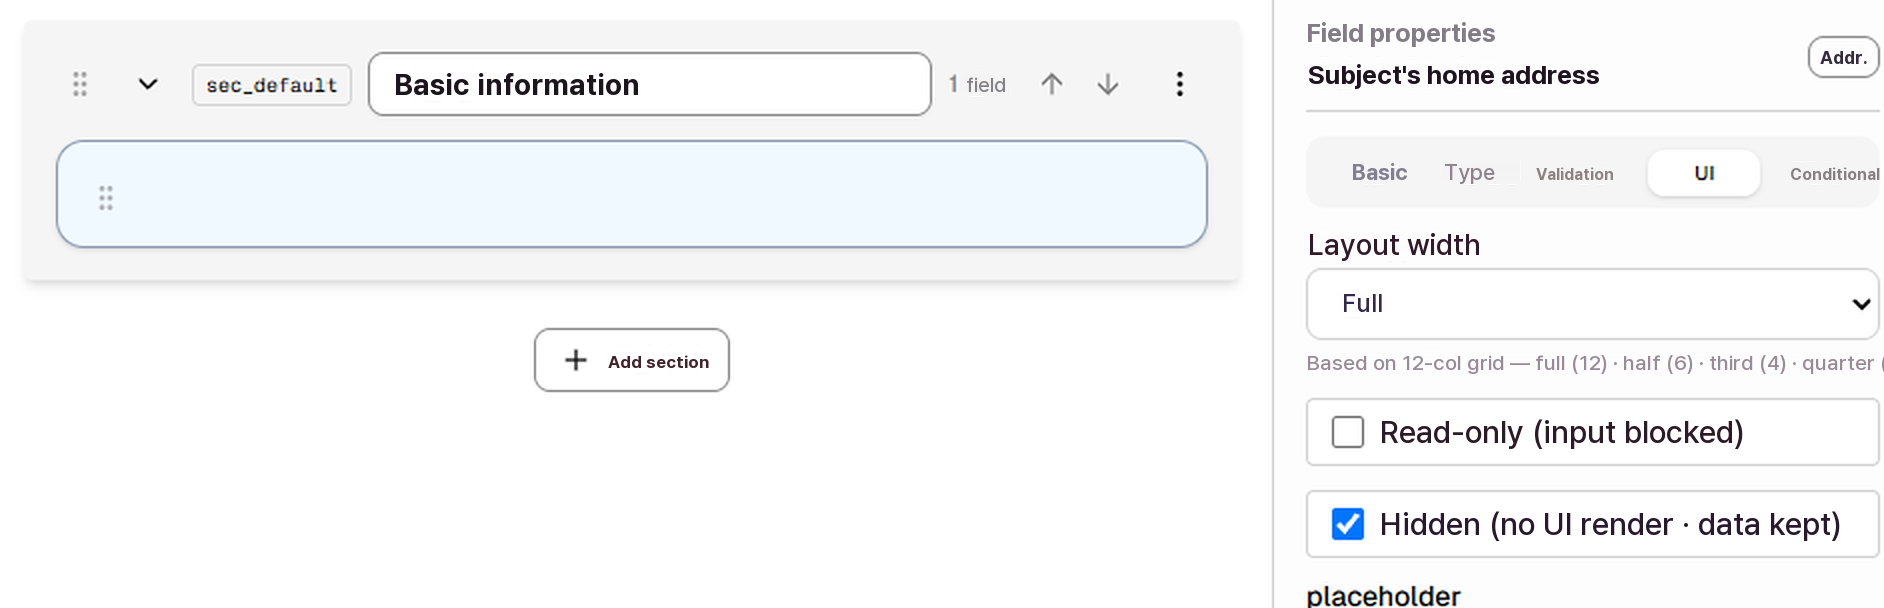 sec_default
Basic information
1 field
Add section
Field properties
Subject's home address
Addr.
Basic Type Validation UI Conditional
Layout width
Full
Based on 12-col grid — full (12) · half (6) · third (4) · quarter (
Read-only (input blocked)
Hidden (no UI render · data kept)
placeholder